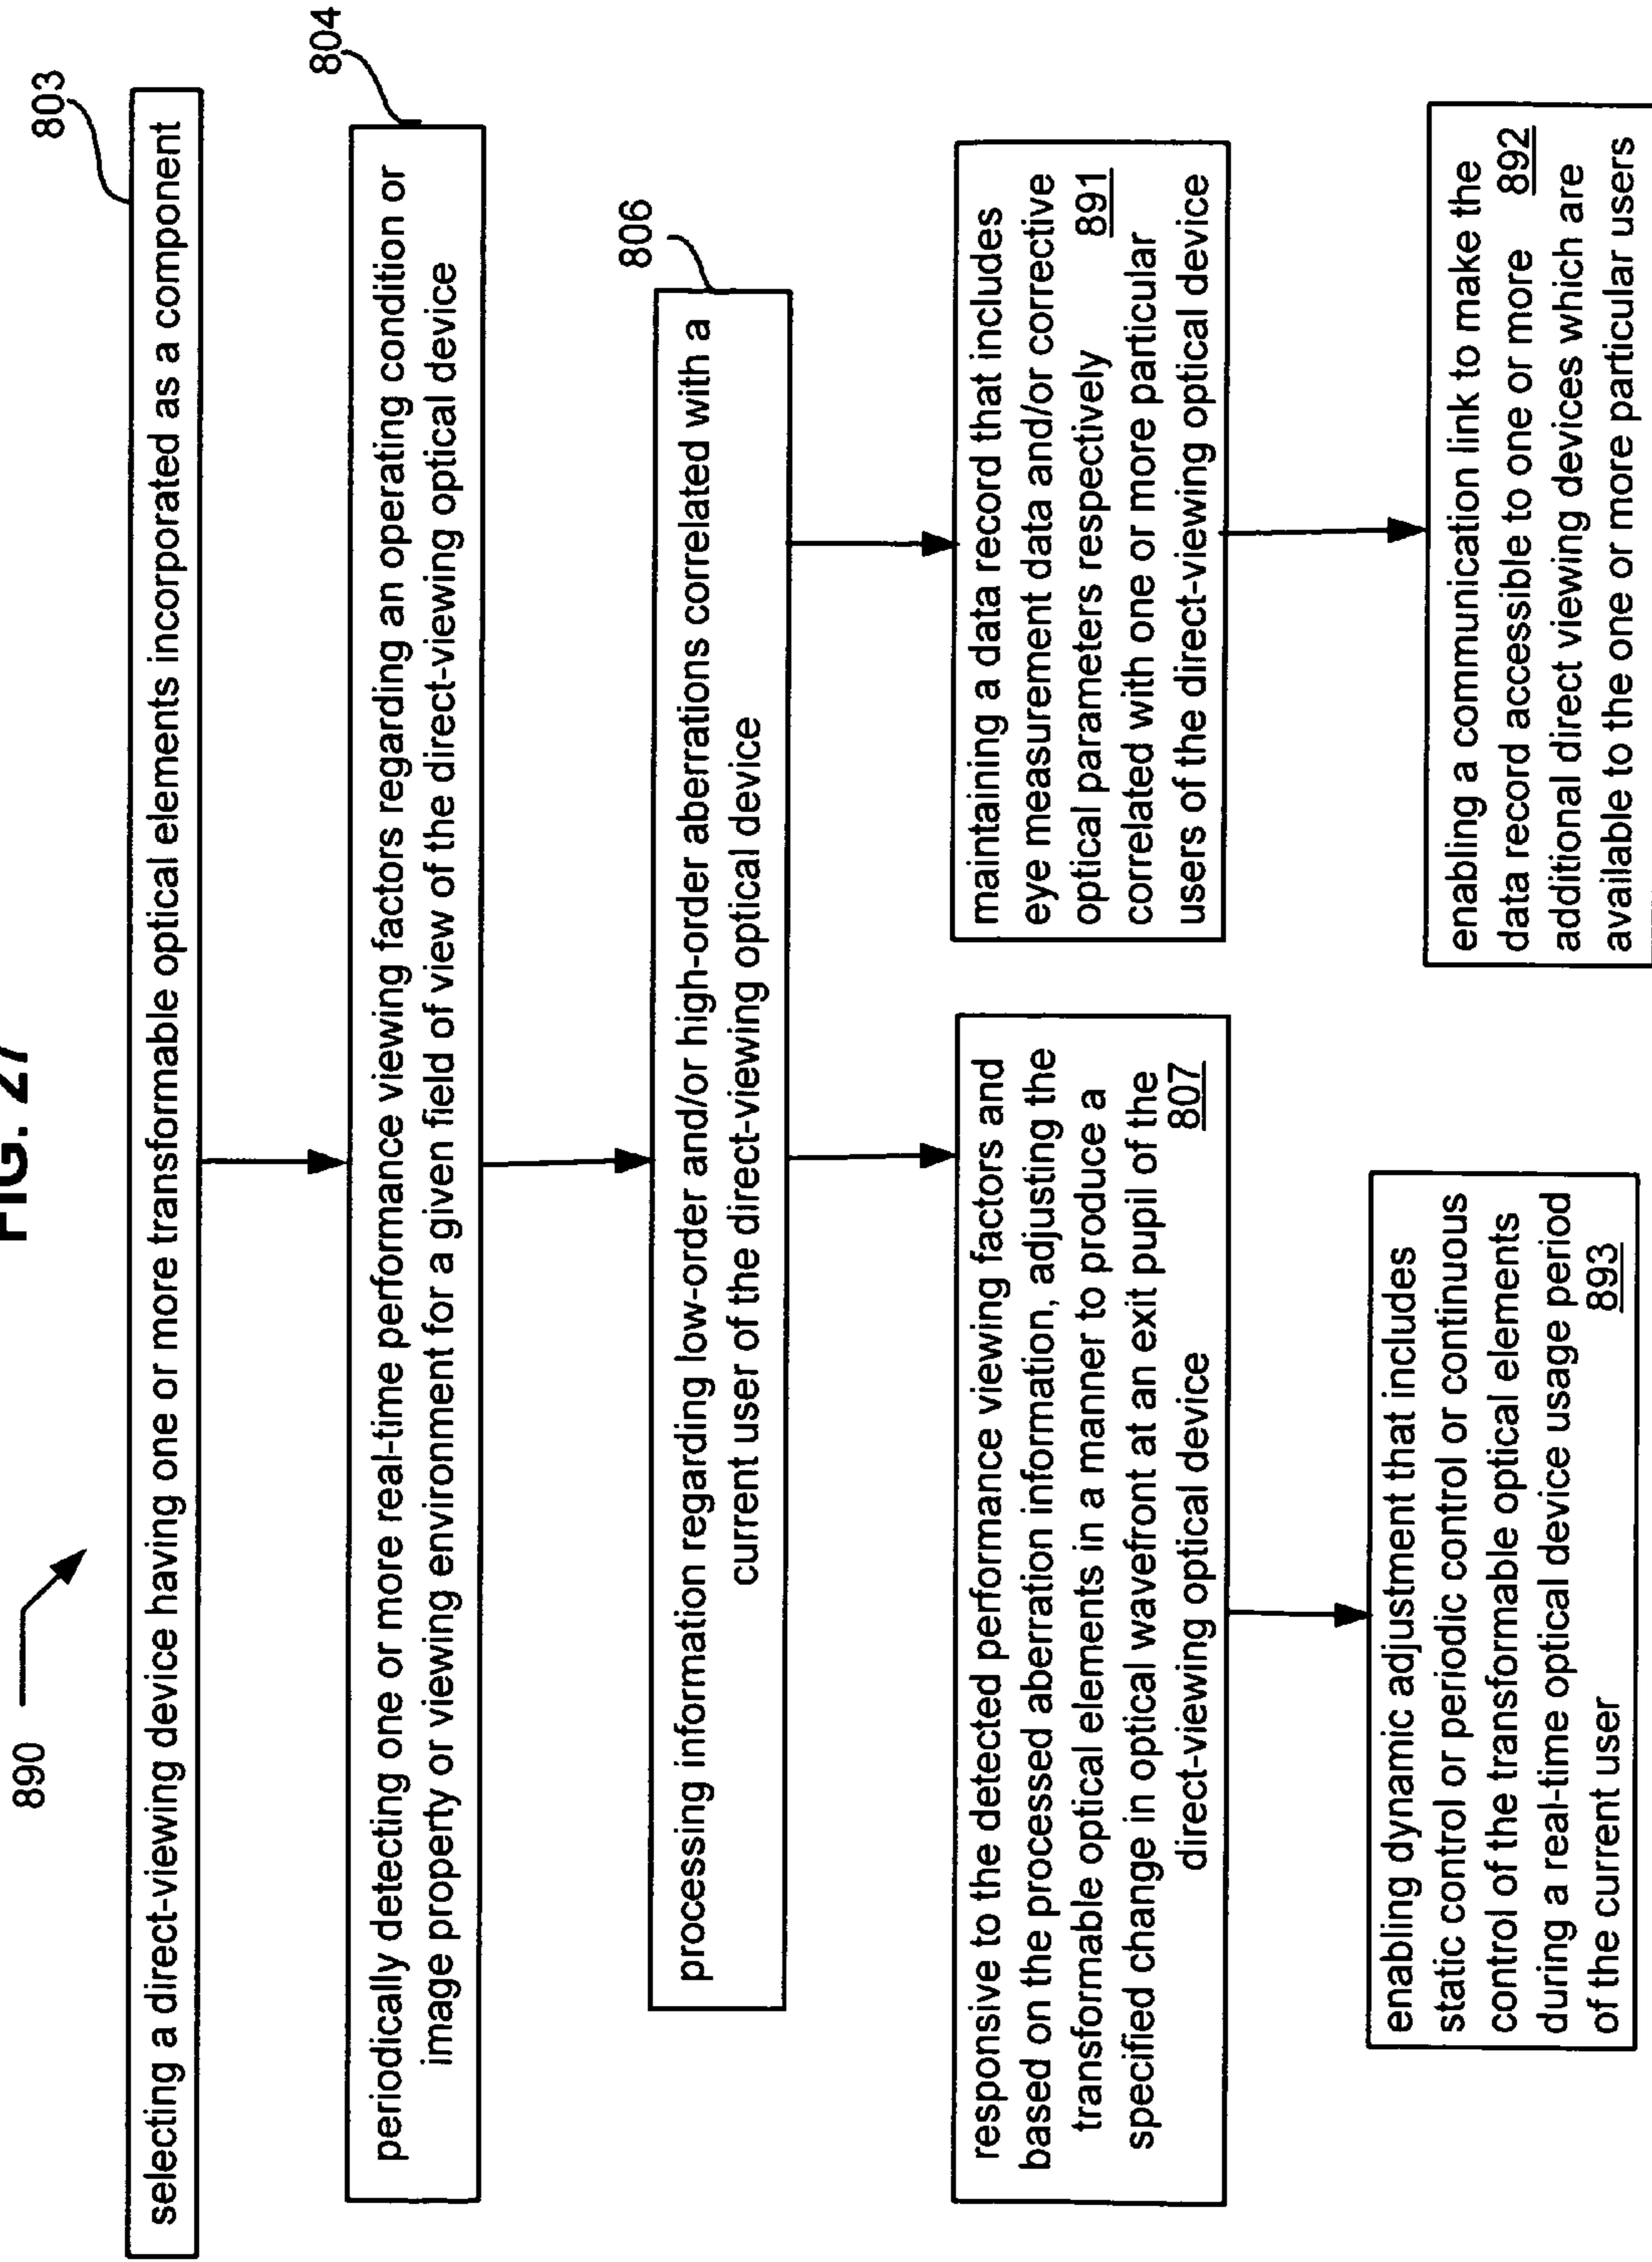 FIG. 27
890
803
selecting a direct-viewing device having one or more transformable optical elements incorporated as a component
804
periodically detecting one or more real-time performance viewing factors regarding an operating condition or
image property or viewing environment for a given field of view of the direct-viewing optical device
806
processing information regarding low-order and/or high-order aberrations correlated with a
current user of the direct-viewing optical device
responsive to the detected performance viewing factors and
based on the processed aberration information, adjusting the
transformable optical elements in a manner to produce a
specified change in optical wavefront at an exit pupil of the
direct-viewing optical device 807
maintaining a data record that includes
eye measurement data and/or corrective
optical parameters respectively 891
correlated with one or more particular
users of the direct-viewing optical device
enabling dynamic adjustment that includes
static control or periodic control or continuous
control of the transformable optical elements
during a real-time optical device usage period
of the current user 893
enabling a communication link to make the
data record accessible to one or more 892
additional direct viewing devices which are
available to the one or more particular users